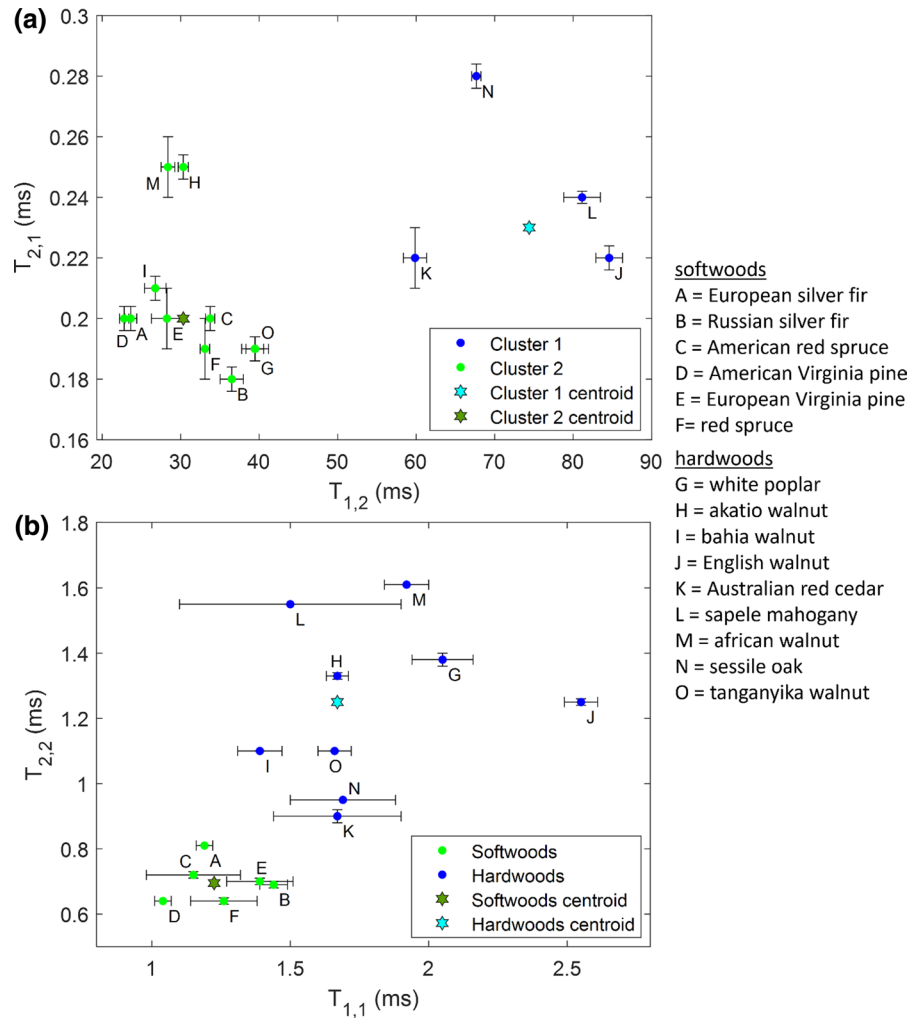 (a)
0.3
0.28
0.26
0.24
0.22
0.2
0.18
0.16
T2,1 (ms)
N
M
H
L
K
J
I
D
A
E
C
F
O
G
B
Cluster 1
Cluster 2
Cluster 1 centroid
Cluster 2 centroid
20 30 40 50 60 70 80 90
T1,2 (ms)
(b)
1.8
1.6
1.4
1.2
1
0.8
0.6
T2,2 (ms)
M
L
H
G
J
I
O
N
K
C
A
E
B
D
F
Softwoods
Hardwoods
Softwoods centroid
Hardwoods centroid
1 1.5 2 2.5
T1,1 (ms)
softwoods
A = European silver fir
B = Russian silver fir
C = American red spruce
D = American Virginia pine
E = European Virginia pine
F= red spruce
hardwoods
G = white poplar
H = akatio walnut
I = bahia walnut
J = English walnut
K = Australian red cedar
L = sapele mahogany
M = african walnut
N = sessile oak
O = tanganyika walnut